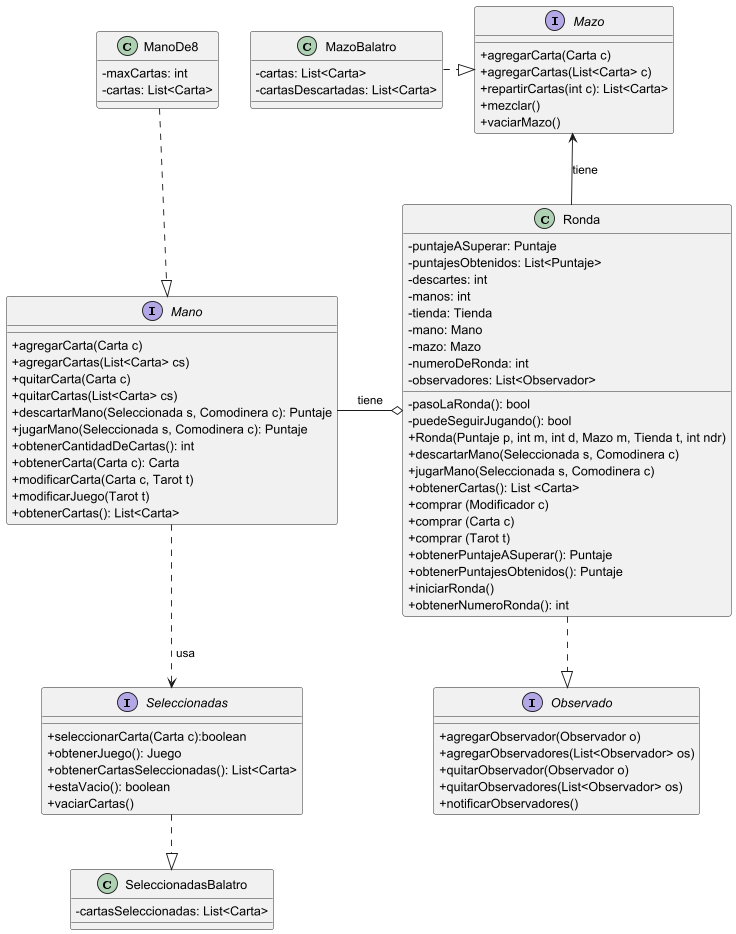 I Mazo
+agregarCarta(Carta c)
+agregarCartas(List<Carta> c)
+repartirCartas(int c): List<Carta>
+mezclar()
+vaciarMazo()
C ManoDe8
-maxCartas: int
-cartas: List<Carta>
C MazoBalatro
-cartas: List<Carta>
-cartasDescartadas: List<Carta>
tiene
C Ronda
-puntajeASuperar: Puntaje
-puntajesObtenidos: List<Puntaje>
-descartes: int
-manos: int
-tienda: Tienda
-mano: Mano
-mazo: Mazo
-numeroDeRonda: int
-observadores: List<Observador>
-pasoLaRonda(): bool
-puedeSeguirJugando(): bool
+Ronda(Puntaje p, int m, int d, Mazo m, Tienda t, int ndr)
+descartarMano(Seleccionada s, Comodinera c)
+jugarMano(Seleccionada s, Comodinera c)
+obtenerCartas(): List <Carta>
+comprar (Modificador c)
+comprar (Carta c)
+comprar (Tarot t)
+obtenerPuntajeASuperar(): Puntaje
+obtenerPuntajesObtenidos(): Puntaje
+iniciarRonda()
+obtenerNumeroRonda(): int
I Mano
+agregarCarta(Carta c)
+agregarCartas(List<Carta> cs)
+quitarCarta(Carta c)
+quitarCartas(List<Carta> cs)
+descartarMano(Seleccionada s, Comodinera c): Puntaje
+jugarMano(Seleccionada s, Comodinera c): Puntaje
+obtenerCantidadDeCartas(): int
+obtenerCarta(Carta c): Carta
+modificarCarta(Carta c, Tarot t)
+modificarJuego(Tarot t)
+obtenerCartas(): List<Carta>
tiene
usa
I Seleccionadas
+seleccionarCarta(Carta c):boolean
+obtenerJuego(): Juego
+obtenerCartasSeleccionadas(): List<Carta>
+estaVacio(): boolean
+vaciarCartas()
I Observado
+agregarObservador(Observador o)
+agregarObservadores(List<Observador> os)
+quitarObservador(Observador o)
+quitarObservadores(List<Observador> os)
+notificarObservadores()
C SeleccionadasBalatro
-cartasSeleccionadas: List<Carta>